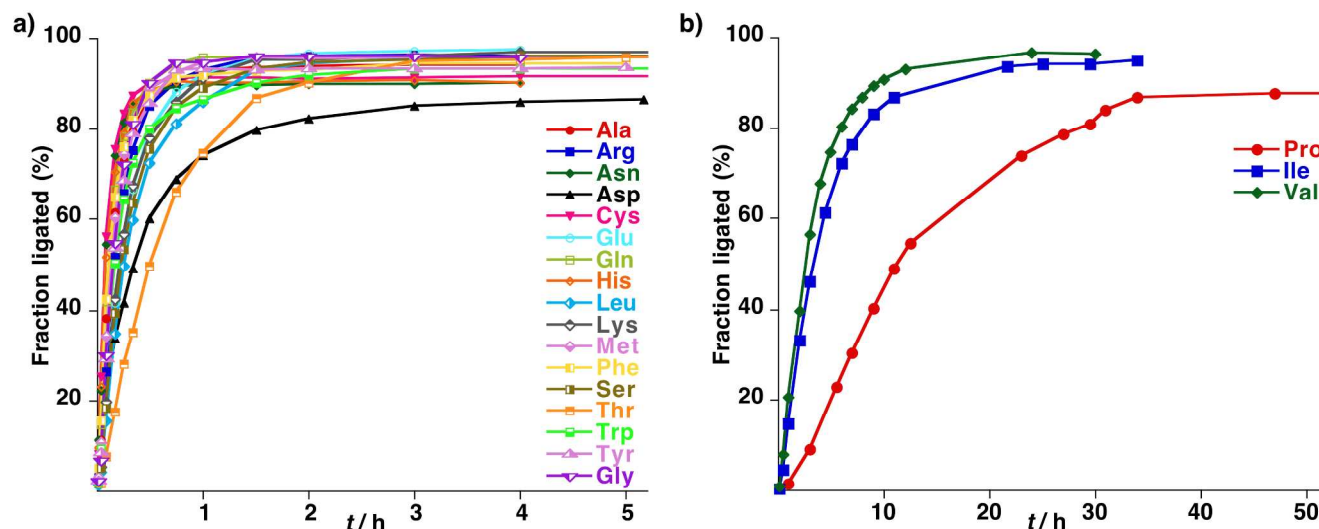 a)
Fraction ligated (%)
100
80
60
40
20
1
2
3
4
5
t / h
Ala
Arg
Asn
Asp
Cys
Glu
Gln
His
Leu
Lys
Met
Phe
Ser
Thr
Trp
Tyr
Gly
b)
Fraction ligated (%)
100
80
60
40
20
10
20
30
40
50
t / h
Pro
Ile
Val